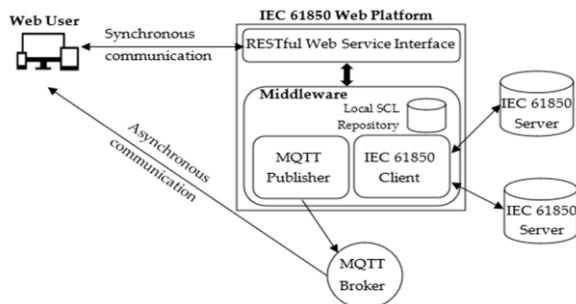 Web User
IEC 61850 Web Platform
Synchronous
communication
RESTful Web Service Interface
Middleware
Local SCL
Repository
IEC 61850
Server
MQTT
Publisher
IEC 61850
Client
Asynchronous
communication
IEC 61850
Server
MQTT
Broker